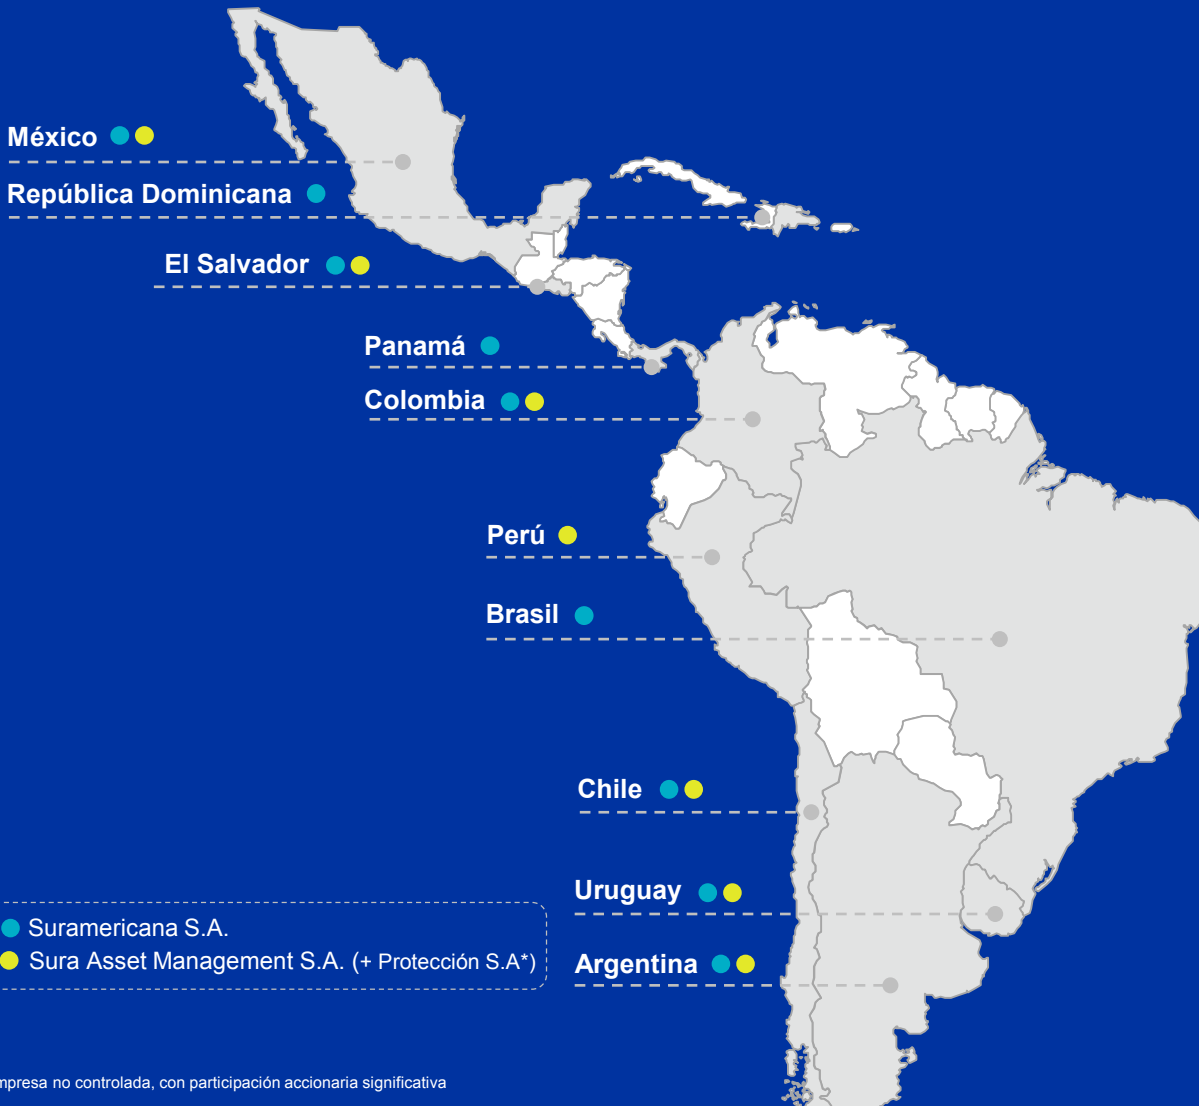 México
República Dominicana
El Salvador
Panamá
Colombia
Perú
Brasil
Chile
Uruguay
Argentina
Suramericana S.A.
Sura Asset Management S.A. (+ Protección S.A*)
mpresa no controlada, con participación accionaria significativa